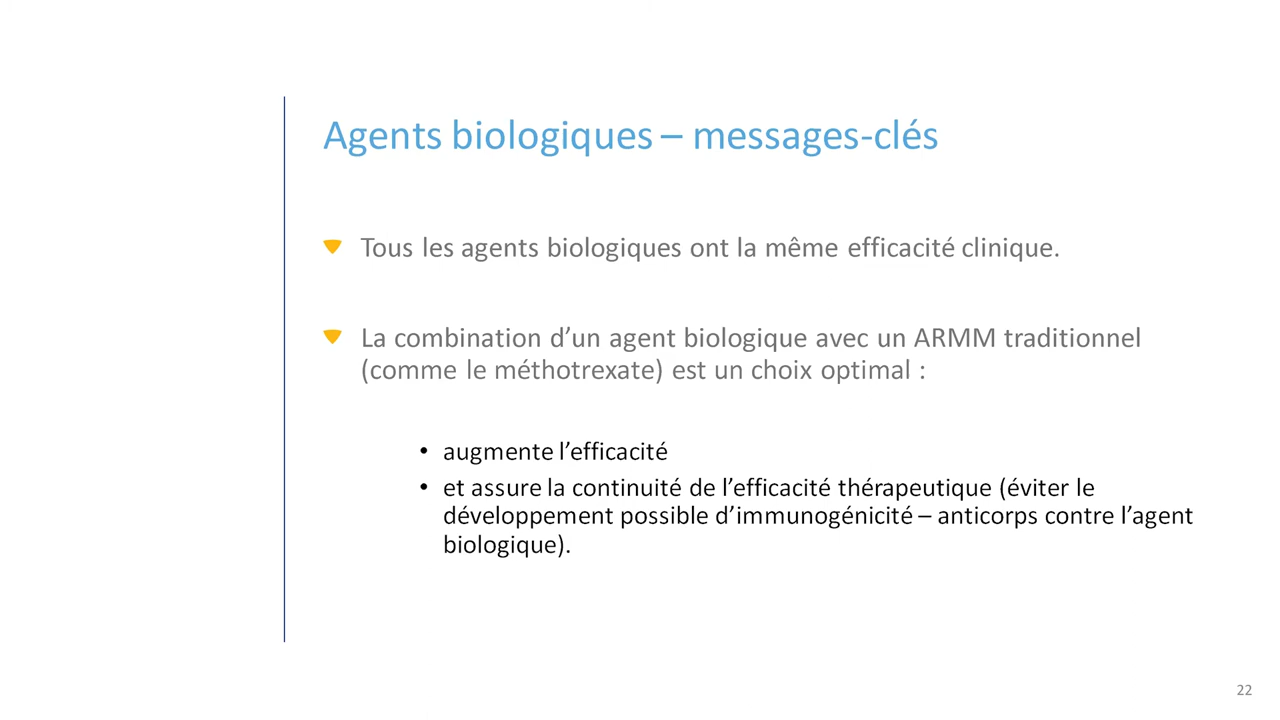 Agents biologiques – messages-clés
Tous les agents biologiques ont la même efficacité clinique.
La combination d’un agent biologique avec un ARMM traditionnel
(comme le méthotrexate) est un choix optimal :
• augmente l’efficacité
• et assure la continuité de l’efficacité thérapeutique (éviter le
développement possible d’immunogénicité – anticorps contre l’agent
biologique).
22